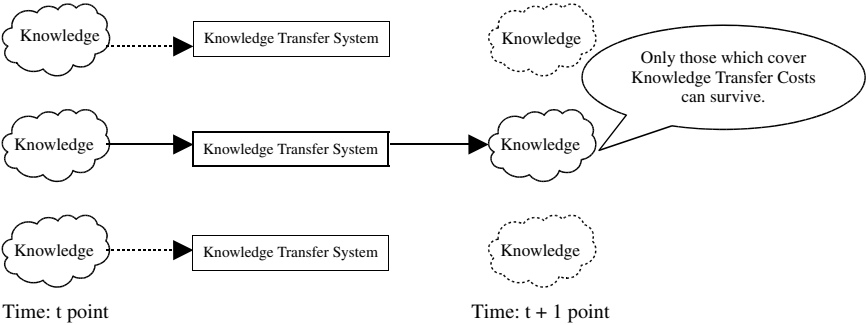 Knowledge
Knowledge Transfer System
Knowledge
Only those which cover
Knowledge Transfer Costs
can survive.
Knowledge
Knowledge Transfer System
Knowledge
Knowledge
Knowledge Transfer System
Knowledge
Time: t point
Time: t + 1 point